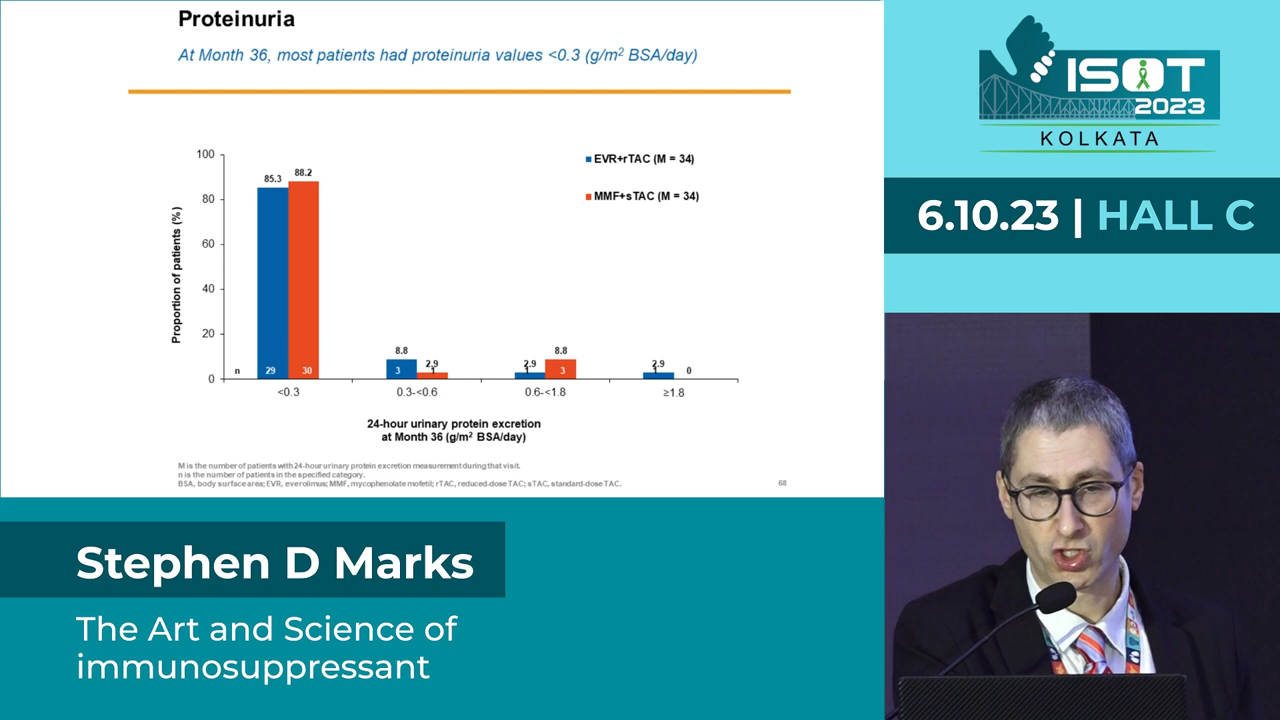 Proteinuria
At Month 36, most patients had proteinuria values <0.3 (g/m² BSA/day)
EVR+rTAC (M = 34)
MMF+sTAC (M = 34)
Proportion of patients (%)
100
80
60
40
20
0
85.3
88.2
8.8
2.9
2.9
8.8
2.9
n
29
30
3
1
1
3
1
0
<0.3
0.3-<0.6
0.6-<1.8
≥1.8
24-hour urinary protein excretion
at Month 36 (g/m² BSA/day)
M is the number of patients with 24-hour urinary protein excretion measurement during that visit.
n is the number of patients in the specified category.
BSA, body surface area; EVR, everolimus; MMF, mycophenolate mofetil; rTAC, reduced-dose TAC; sTAC, standard-dose TAC.
68
ISOT
2023
KOLKATA
6.10.23 | HALL C
Stephen D Marks
The Art and Science of
immunosuppressant